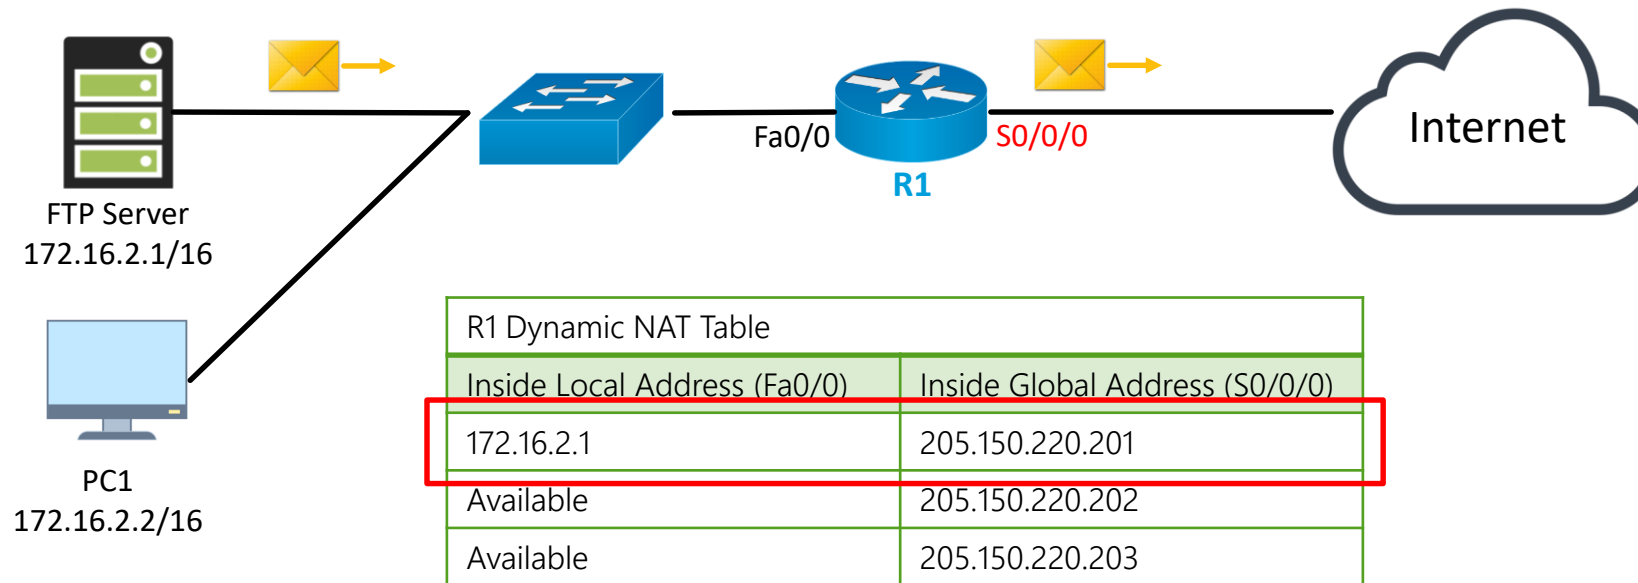 Fa0/0
S0/0/0
R1
Internet
FTP Server
172.16.2.1/16
PC1
172.16.2.2/16
R1 Dynamic NAT Table
Inside Local Address (Fa0/0) Inside Global Address (S0/0/0)
172.16.2.1 205.150.220.201
Available 205.150.220.202
Available 205.150.220.203